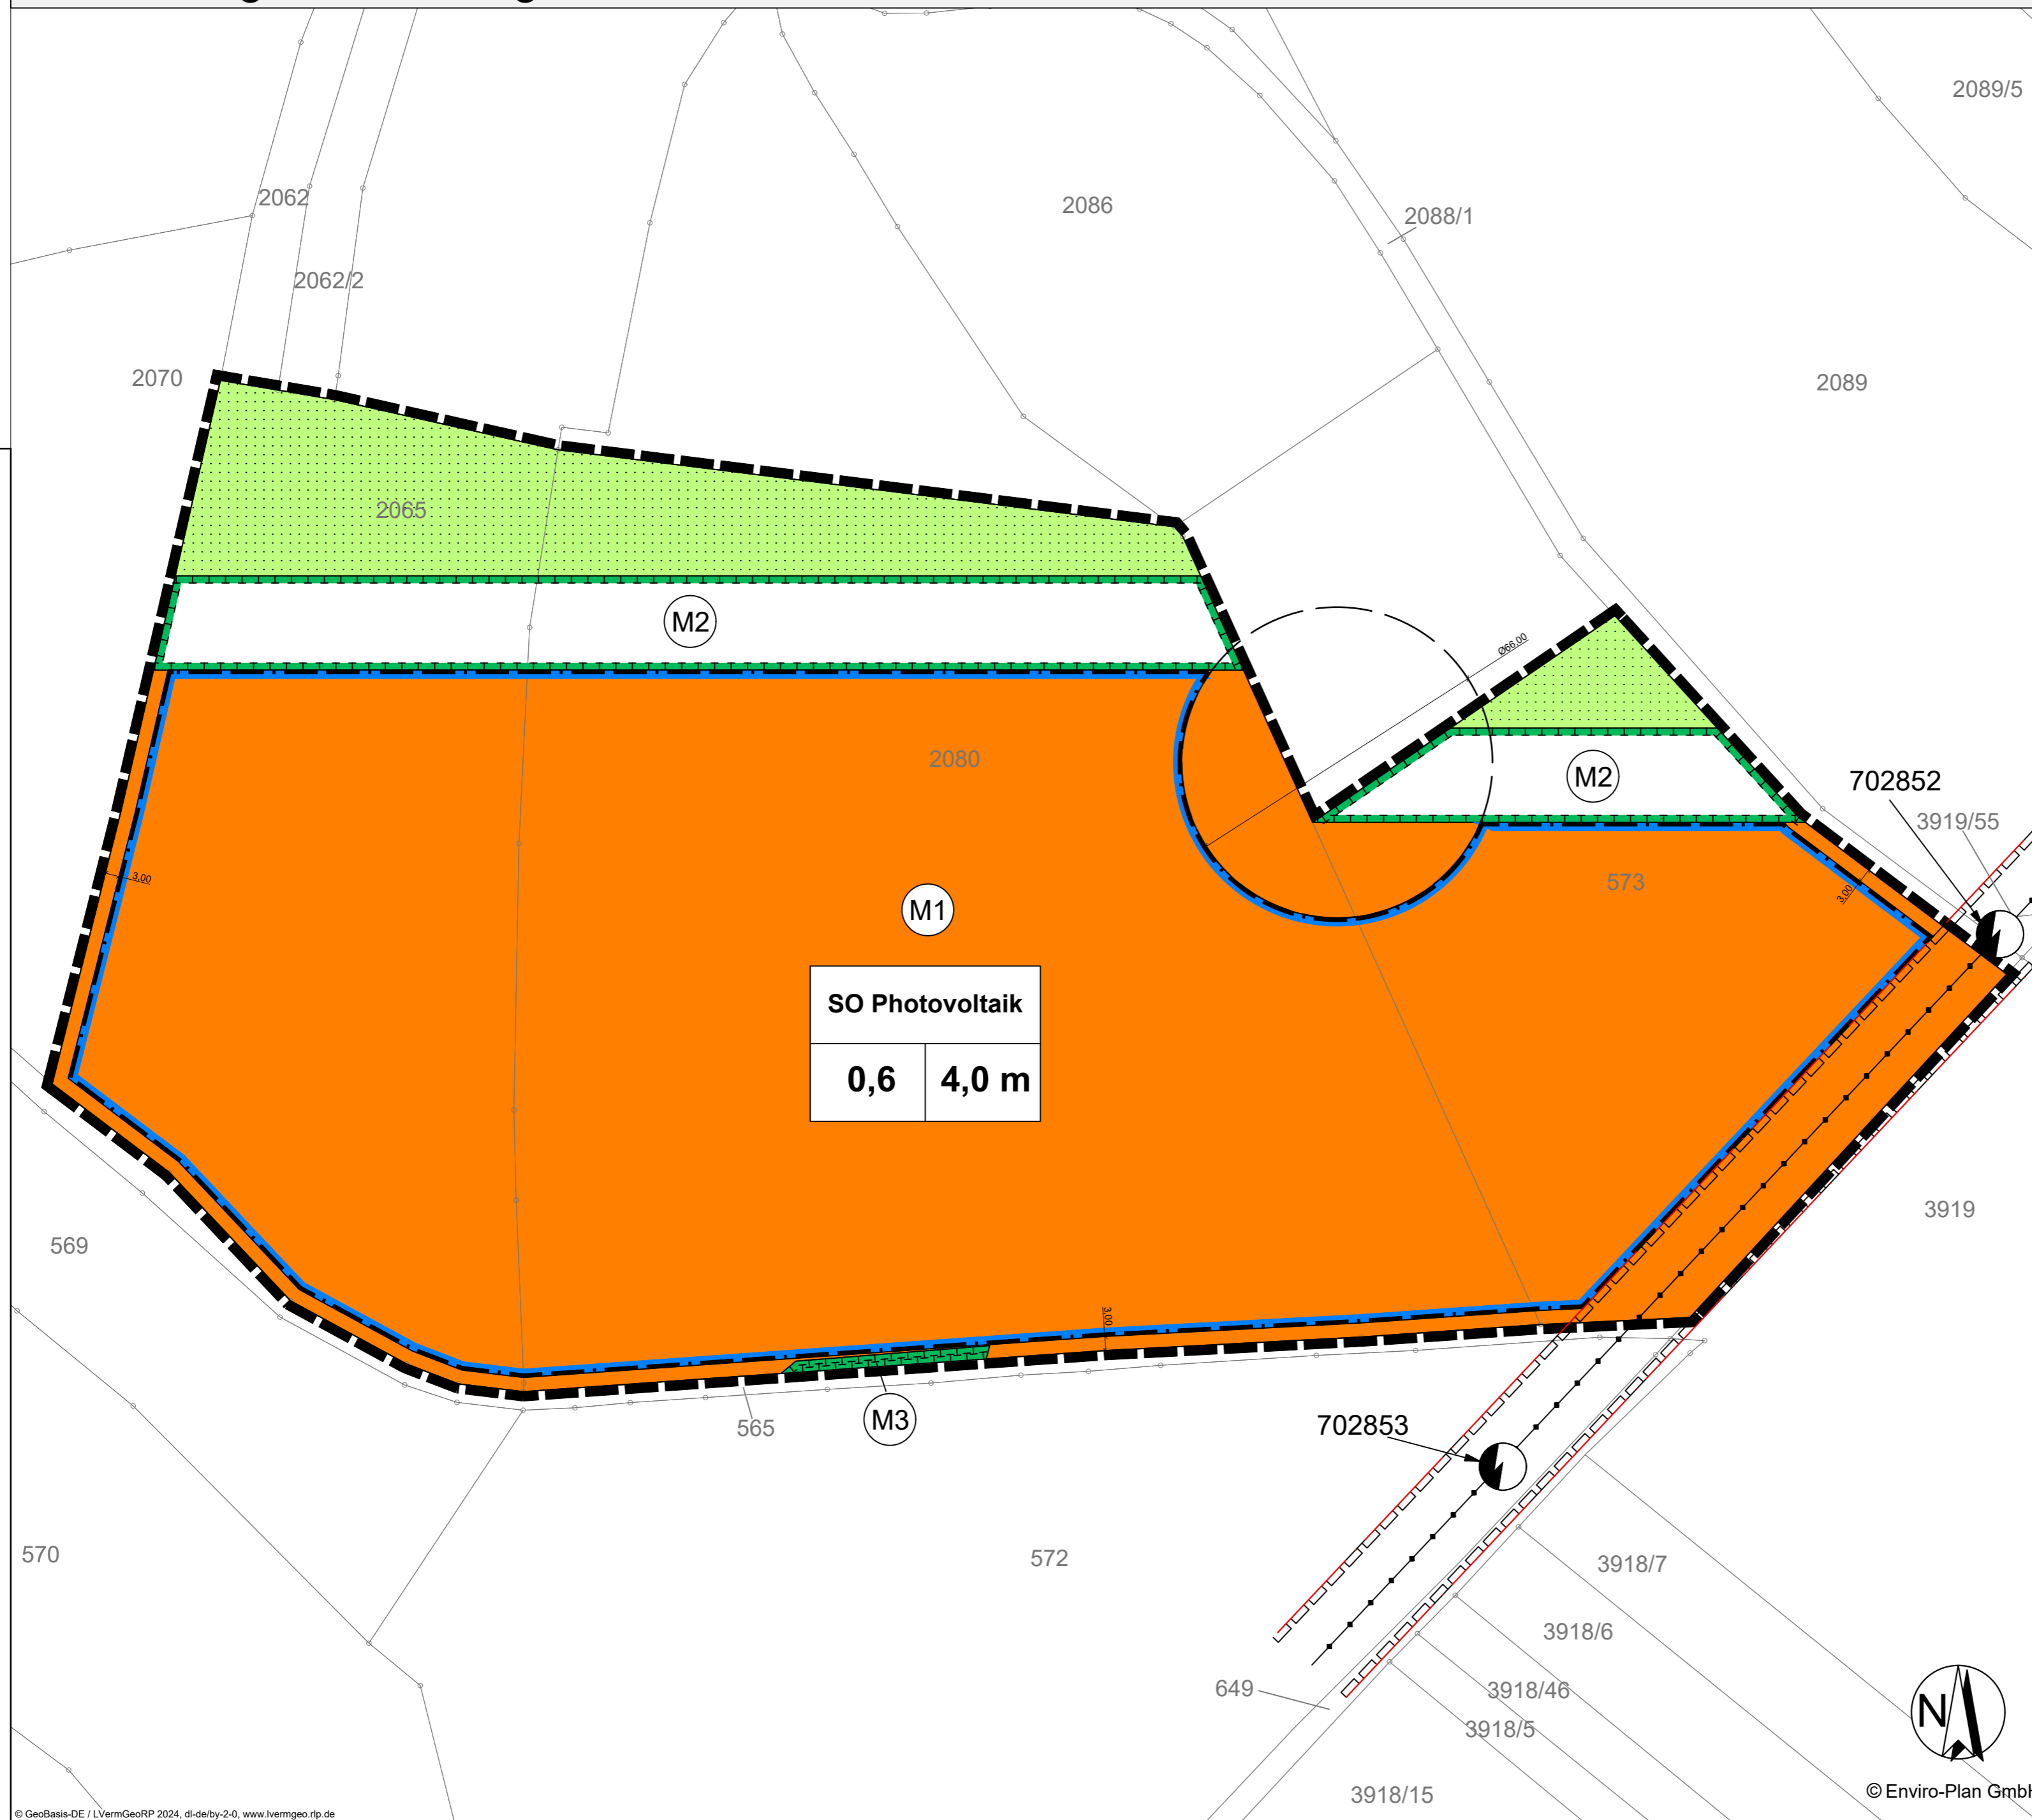 2089/5
2062
2086
2088/1
2062/2
2070
2089
2065
M2
Ø66.00
2080
M2
702852
3919/55
3.00
573
3.00
M1
SO Photovoltaik
0,6
4,0 m
3919
569
3.00
565
M3
702853
570
572
3918/7
3918/6
649
3918/46
3918/5
N
3918/15
© Enviro-Plan GmbH
© GeoBasis-DE / LVermGeoRP 2024, dl-de/by-2-0, www.lvermgeo.rlp.de